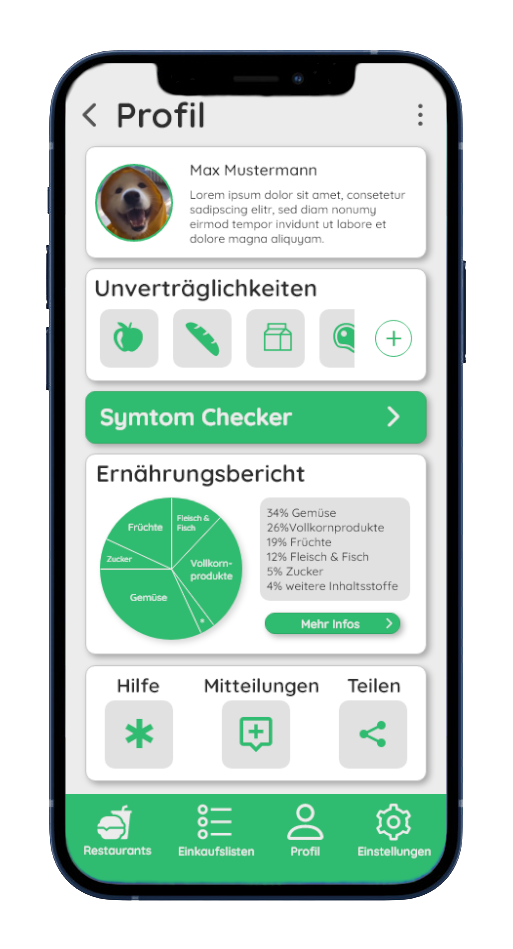 Profil
Max Mustermann
Lorem ipsum dolor sit amet, consetetur
sadipscing elitr, sed diam nonumy
eirmod tempor invidunt ut labore et
dolore magna aliquyam.
Unverträglichkeiten
Symtom Checker
Ernährungsbericht
Früchte
Fleisch &
Fisch
Zucker
Vollkorn-
produkte
Gemüse
*
34% Gemüse
26%Vollkornprodukte
19% Früchte
12% Fleisch & Fisch
5% Zucker
4% weitere Inhaltsstoffe
Mehr Infos
Hilfe
Mitteilungen
Teilen
Restaurants
Einkaufslisten
Profil
Einstellungen